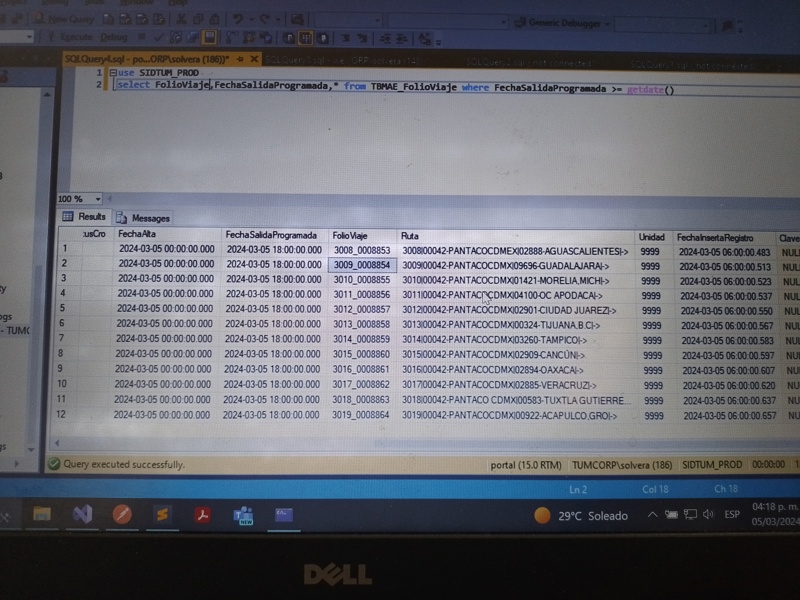 New Query
Generic Debugger
Execute Debug
SQLQuery4.sql - po...ORP\solvera (186))*
1 use SIDTUM_PROD
2 select FolioViaje,FechaSalidaProgramada,* from TBMAE_FolioViaje where FechaSalidaProgramada >= getdate()
100 %
Results Messages
usCro FechaAlta FechaSalidaProgramada FolioViaje Ruta Unidad FechaInsertaRegistro Clave
1 2024-03-05 00:00:00.000 2024-03-05 18:00:00.000 3008_0008853 3008|00042-PANTACOCDMEX|02888-AGUASCALIENTES|-> 9999 2024-03-05 06:00:00.483 NUL
2 2024-03-05 00:00:00.000 2024-03-05 18:00:00.000 3009_0008854 3009|00042-PANTACOCDMX|09696-GUADALAJARA|-> 9999 2024-03-05 06:00:00.513 NUL
3 2024-03-05 00:00:00.000 2024-03-05 18:00:00.000 3010_0008855 3010|00042-PANTACOCDMX|01421-MORELIA,MICH|-> 9999 2024-03-05 06:00:00.523 NUL
4 2024-03-05 00:00:00.000 2024-03-05 18:00:00.000 3011_0008856 3011|00042-PANTACOCDMX|04100-OC APODACA|-> 9999 2024-03-05 06:00:00.537 NUL
5 2024-03-05 00:00:00.000 2024-03-05 18:00:00.000 3012_0008857 3012|00042-PANTACOCDMX|02901-CIUDAD JUAREZ|-> 9999 2024-03-05 06:00:00.550 NUL
6 2024-03-05 00:00:00.000 2024-03-05 18:00:00.000 3013_0008858 3013|00042-PANTACOCDMX|00324-TIJUANA,B.C|-> 9999 2024-03-05 06:00:00.567 NUL
7 2024-03-05 00:00:00.000 2024-03-05 18:00:00.000 3014_0008859 3014|00042-PANTACOCDMX|03260-TAMPICO|-> 9999 2024-03-05 06:00:00.583 NUL
8 2024-03-05 00:00:00.000 2024-03-05 18:00:00.000 3015_0008860 3015|00042-PANTACOCDMX|02909-CANCÚN|-> 9999 2024-03-05 06:00:00.597 NUL
9 2024-03-05 00:00:00.000 2024-03-05 18:00:00.000 3016_0008861 3016|00042-PANTACOCDMX|02894-OAXACA|-> 9999 2024-03-05 06:00:00.607 NUL
10 2024-03-05 00:00:00.000 2024-03-05 18:00:00.000 3017_0008862 3017|00042-PANTACOCDMX|02885-VERACRUZ|-> 9999 2024-03-05 06:00:00.620 NUL
11 2024-03-05 00:00:00.000 2024-03-05 18:00:00.000 3018_0008863 3018|00042-PANTACO CDMX|00583-TUXTLA GUTIERRE... 9999 2024-03-05 06:00:00.637 NUL
12 2024-03-05 00:00:00.000 2024-03-05 18:00:00.000 3019_0008864 3019|00042-PANTACOCDMX|00922-ACAPULCO,GRO|-> 9999 2024-03-05 06:00:00.657 NUL
- TUMC
Query executed successfully. portal (15.0 RTM) TUMCORP\solvera (186) SIDTUM_PROD 00:00:00
Ln 2 Col 18 Ch 18
NEW
29°C Soleado ESP 04:18 p. m.
05/03/2024
DELL